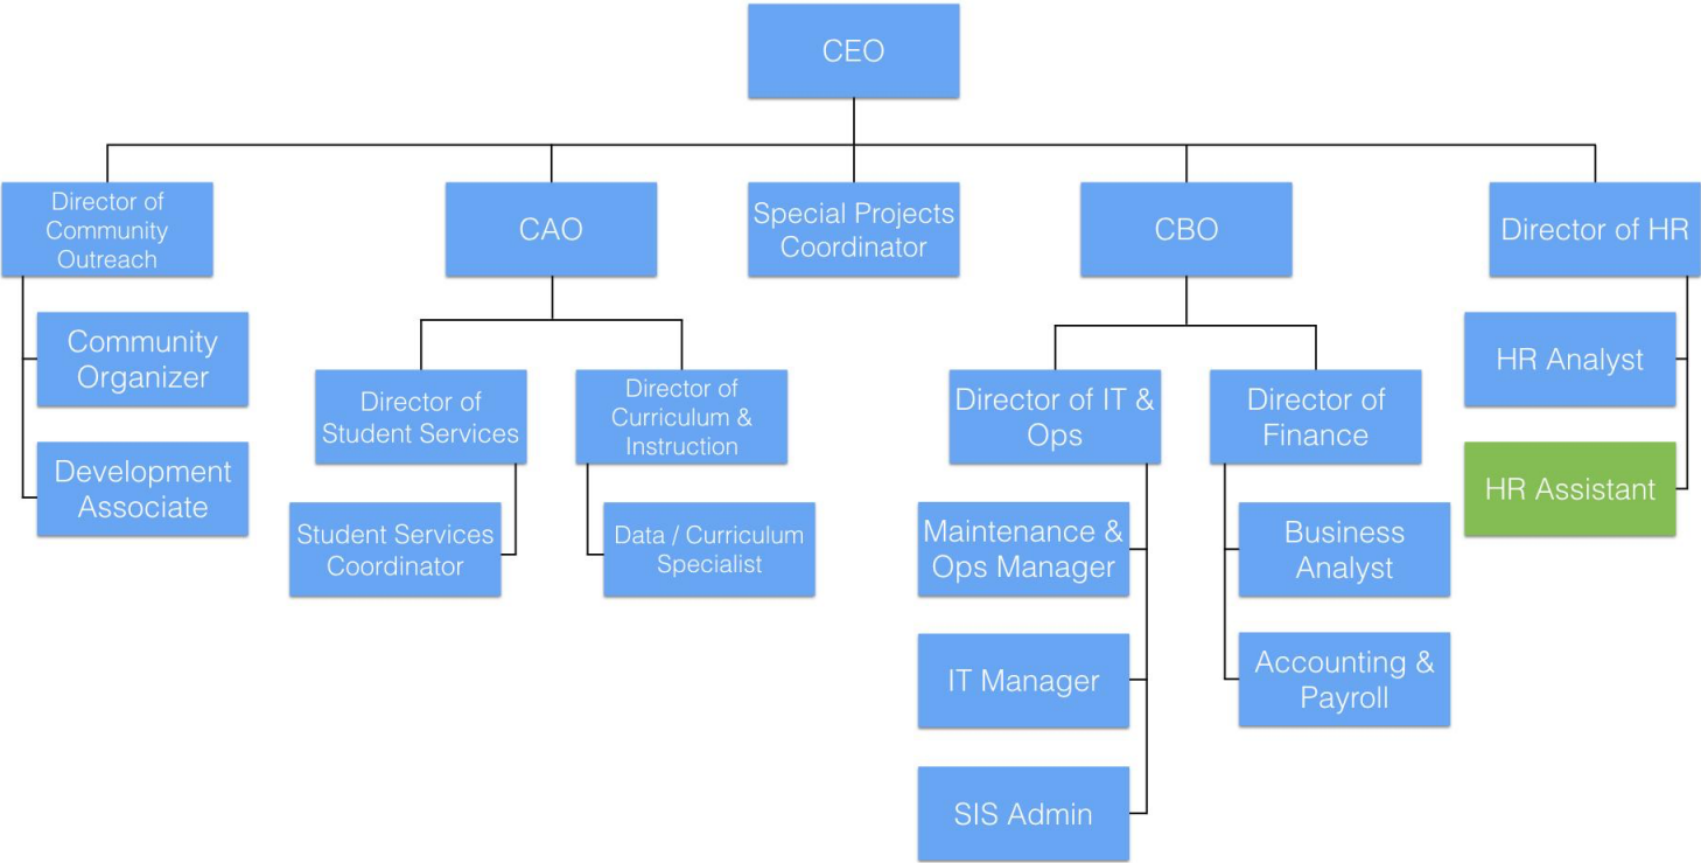 CEO
Director of
Community
Outreach
CAO
Special Projects
Coordinator
CBO
Director of HR
Community
Organizer
Development
Associate
Director of
Student Services
Student Services
Coordinator
Director of
Curriculum &
Instruction
Data / Curriculum
Specialist
Director of IT &
Ops
Maintenance &
Ops Manager
IT Manager
SIS Admin
Director of
Finance
Business
Analyst
Accounting &
Payroll
HR Analyst
HR Assistant